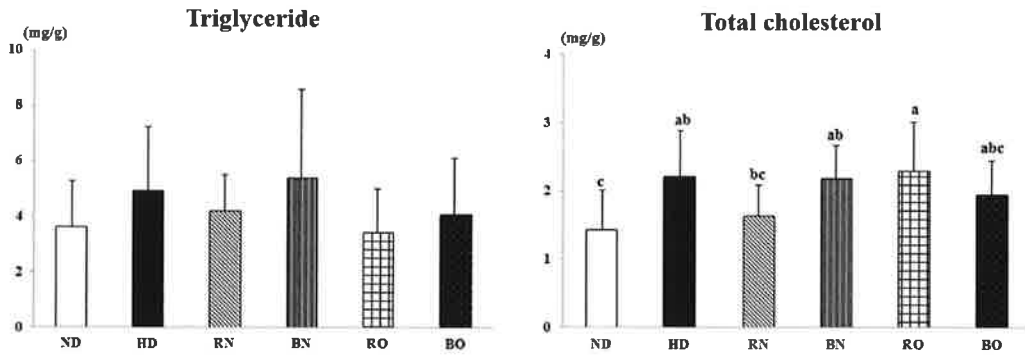 Triglyceride
(mg/g)
10
8
6
4
2
0
ND HD RN BN RO BO
Total cholesterol
(mg/g)
4
3
2
1
0
c ab bc ab a abc
ND HD RN BN RO BO